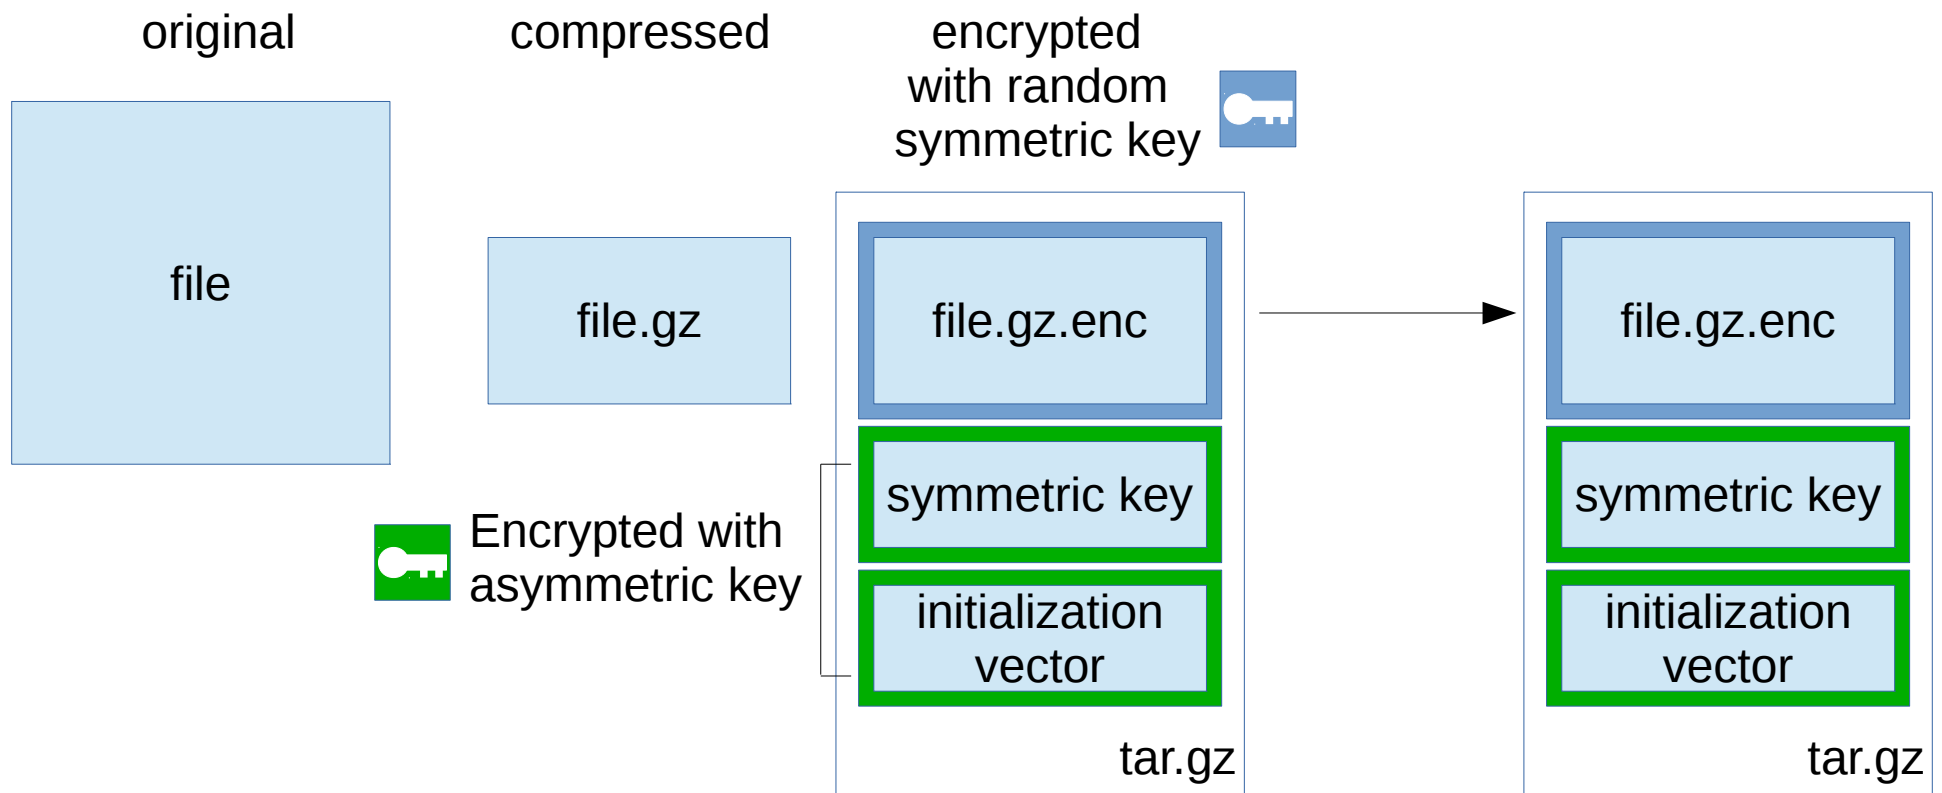 original
compressed
encrypted
with random
symmetric key
file
file.gz
file.gz.enc
file.gz.enc
symmetric key
symmetric key
Encrypted with
asymmetric key
initialization
vector
initialization
vector
tar.gz
tar.gz